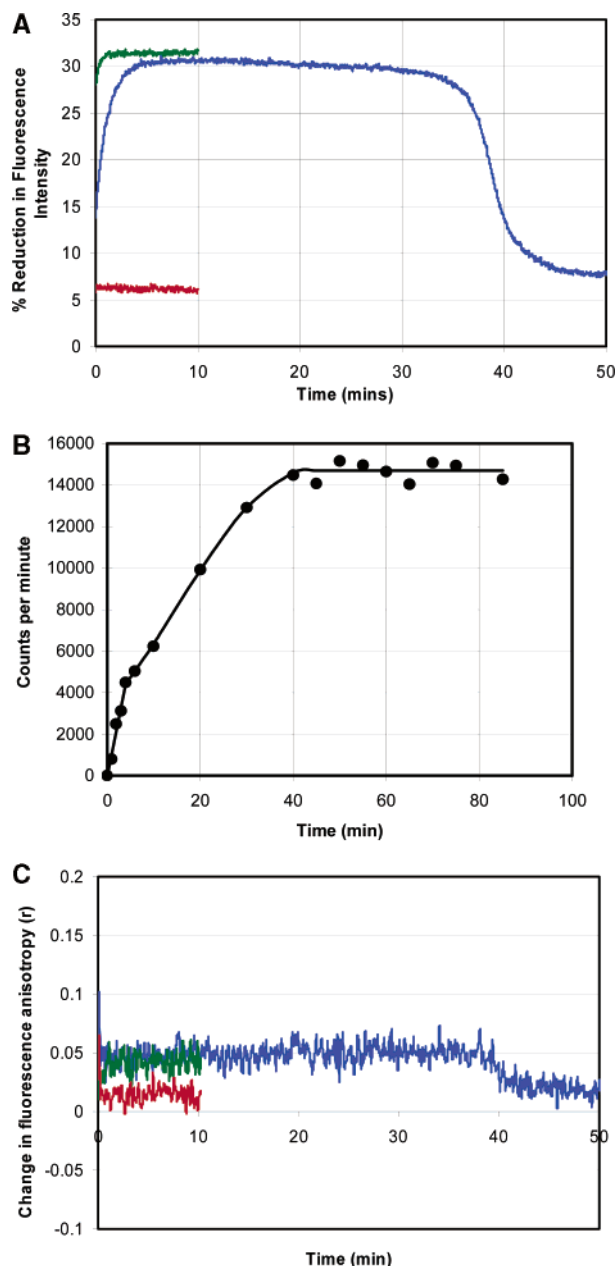 A
% Reduction in Fluorescence
Intensity
35
30
25
20
15
10
5
0
0 10 20 30 40 50
Time (mins)
B
Counts per minute
16000
14000
12000
10000
8000
6000
4000
2000
0
0 20 40 60 80 100
Time (min)
C
Change in fluorescence anisotropy (r)
0.2
0.15
0.1
0.05
0
-0.05
-0.1
0 10 20 30 40 50
Time (min)